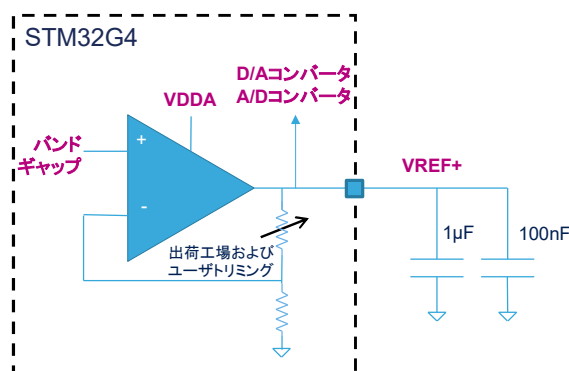 STM32G4
D/Aコンバータ
A/Dコンバータ
VDDA
バンド
ギャップ
+
-
VREF+
出荷工場および
ユーザトリミング
1µF
100nF